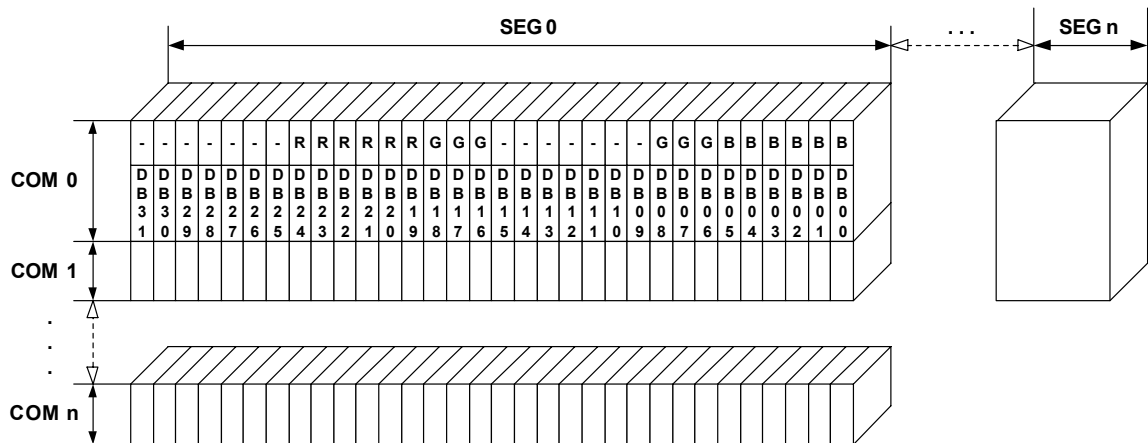 SEG 0
. . .
SEG n
COM 0
- - - - - - - R R R R R R G G G - - - - - - - G G G B B B B B B
DB31 DB30 DB29 DB28 DB27 DB26 DB25 DB24 DB23 DB22 DB21 DB20 DB19 DB18 DB17 DB16 DB15 DB14 DB13 DB12 DB11 DB10 DB09 DB08 DB07 DB06 DB05 DB04 DB03 DB02 DB01 DB00
COM 1
.
.
.
COM n